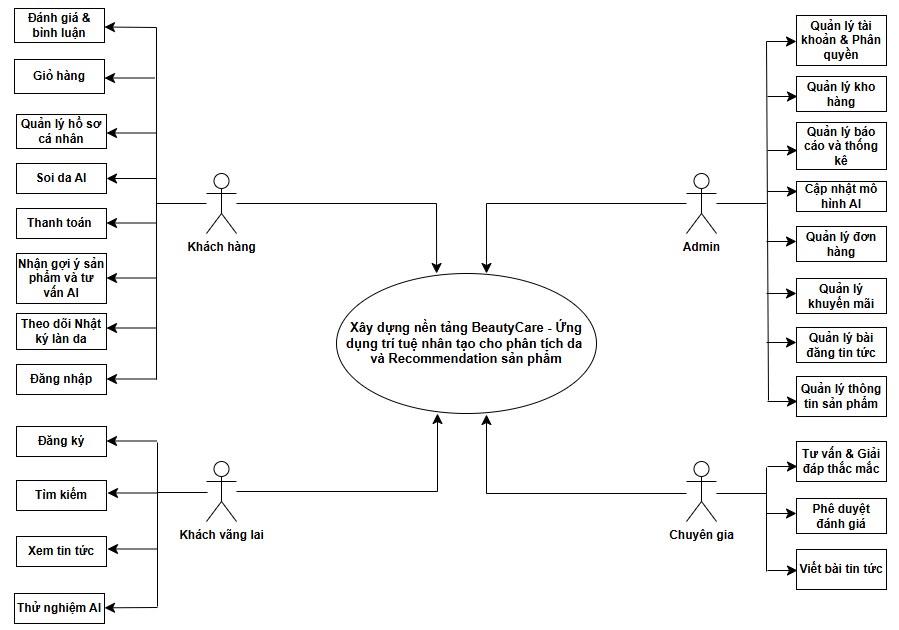 Đánh giá &
bình luận
Giỏ hàng
Quản lý hồ sơ
cá nhân
Soi da AI
Thanh toán
Nhận gợi ý sản
phẩm và tư
vấn AI
Theo dõi Nhật
ký làn da
Đăng nhập
Khách hàng
Admin
Quản lý tài
khoản & Phân
quyền
Quản lý kho
hàng
Quản lý báo
cáo và thống
kê
Cập nhật mô
hình AI
Quản lý đơn
hàng
Quản lý
khuyến mãi
Quản lý bài
đăng tin tức
Quản lý thông
tin sản phẩm
Xây dựng nền tảng BeautyCare - Ứng
dụng trí tuệ nhân tạo cho phân tích da
và Recommendation sản phẩm
Đăng ký
Tìm kiếm
Xem tin tức
Thử nghiệm AI
Khách vãng lai
Chuyên gia
Tư vấn & Giải
đáp thắc mắc
Phê duyệt
đánh giá
Viết bài tin tức